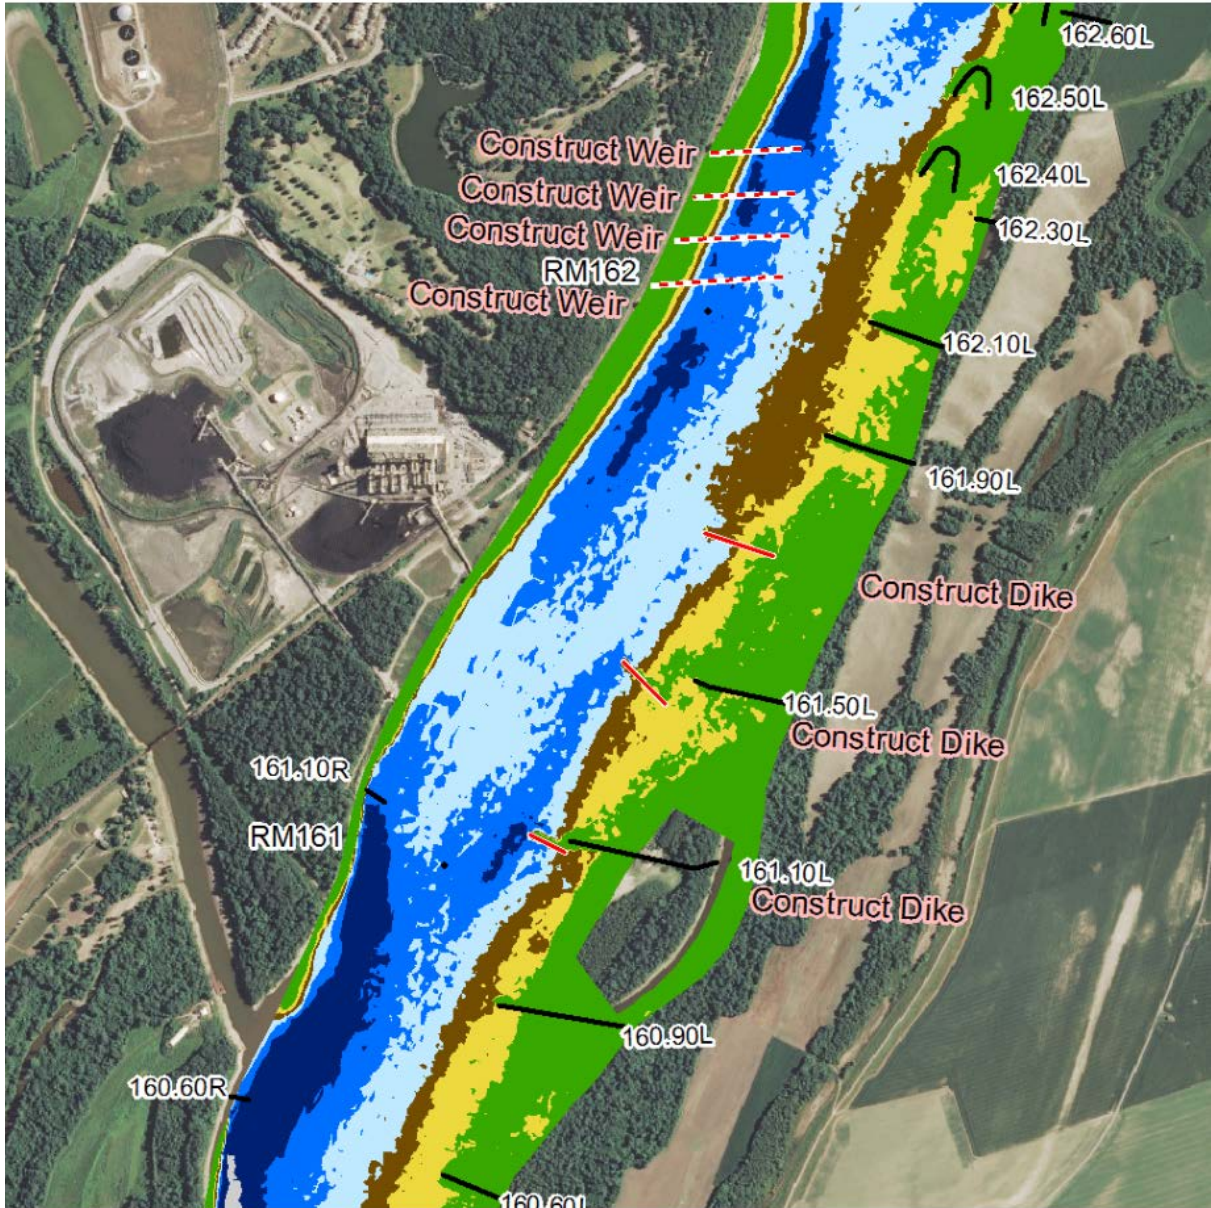 162.60L
162.50L
Construct Weir
162.40L
Construct Weir
162.30L
Construct Weir
RM162
Construct Weir
162.10L
161.90L
Construct Dike
161.50L
Construct Dike
161.10R
RM161
161.10L
Construct Dike
160.90L
160.60R
160.60L